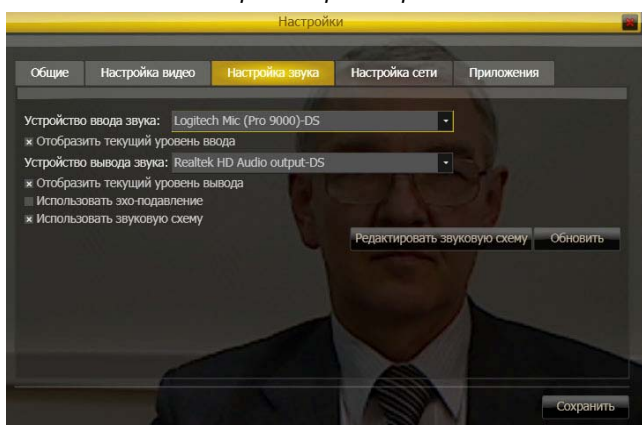 Настройки
Общие Настройка видео Настройка звука Настройка сети Приложения
Устройство ввода звука: Logitech Mic (Pro 9000)-DS
Отобразить текущий уровень ввода
Устройство вывода звука: Realtek HD Audio output-DS
Отобразить текущий уровень вывода
Использовать эхо-подавление
Использовать звуковую схему
Редактировать звуковую схему Обновить
Сохранить